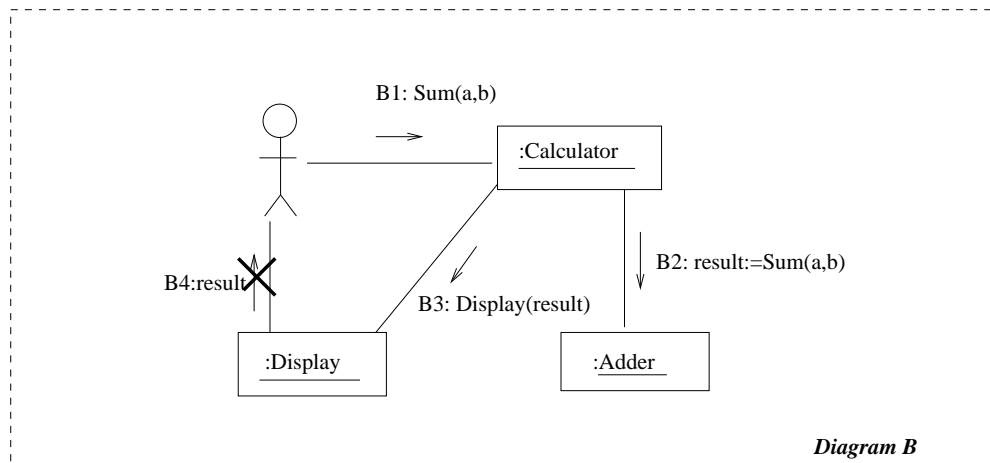 B1: Sum(a,b)
:Calculator
B2: result:=Sum(a,b)
B4:result
B3: Display(result)
:Display
:Adder
Diagram B